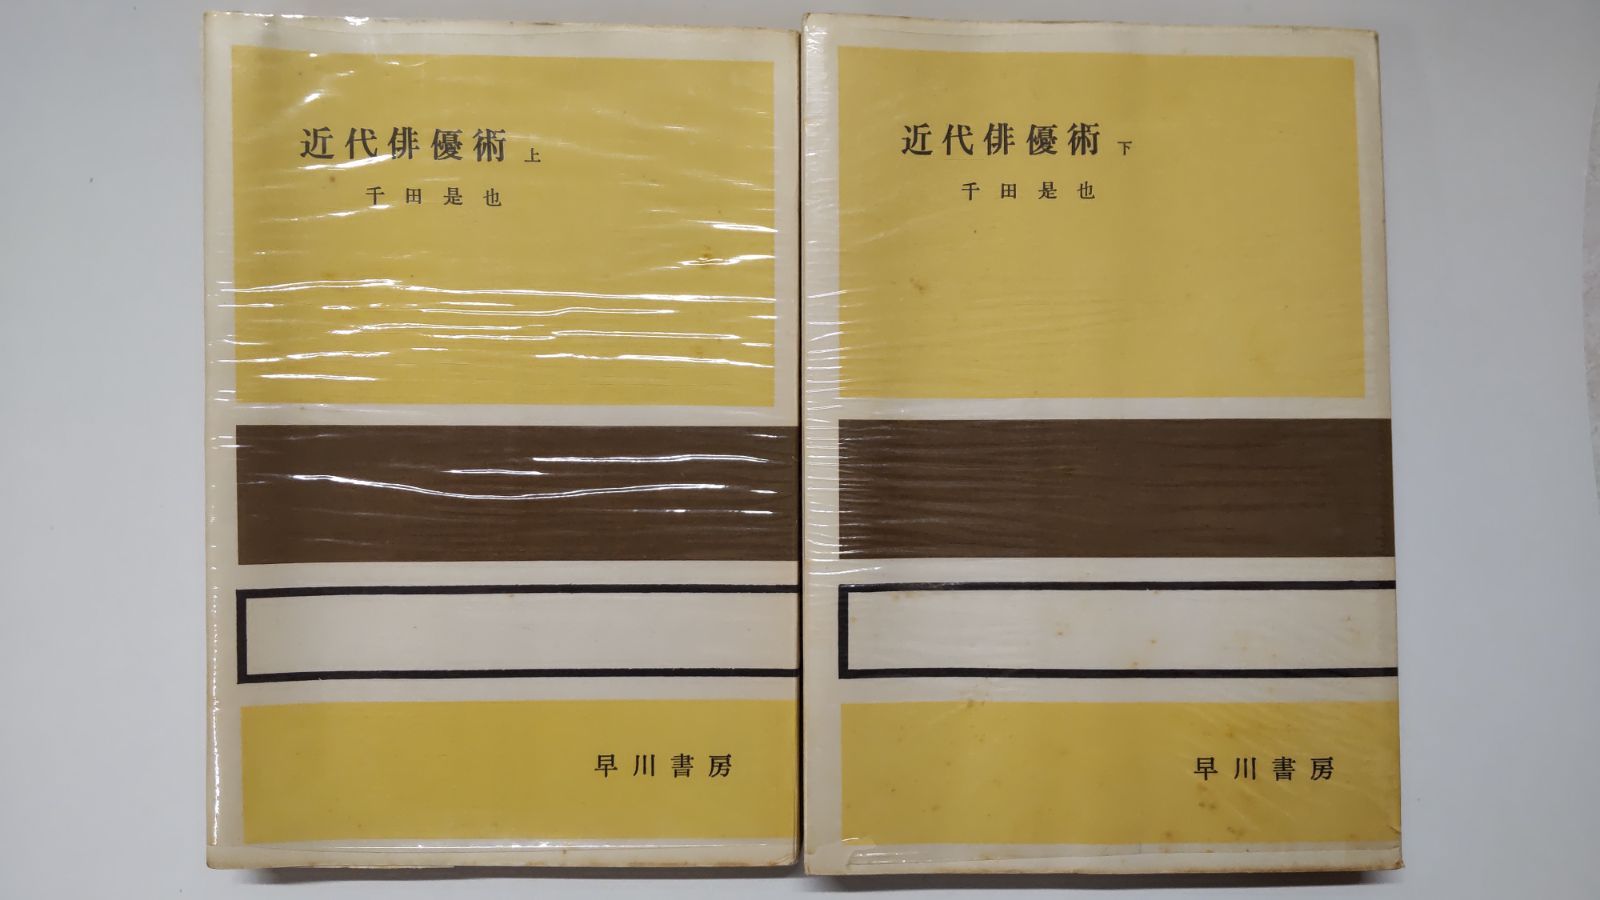 近代俳優術 上
千田是也
早川書房
近代俳優術 下
千田是也
早川書房